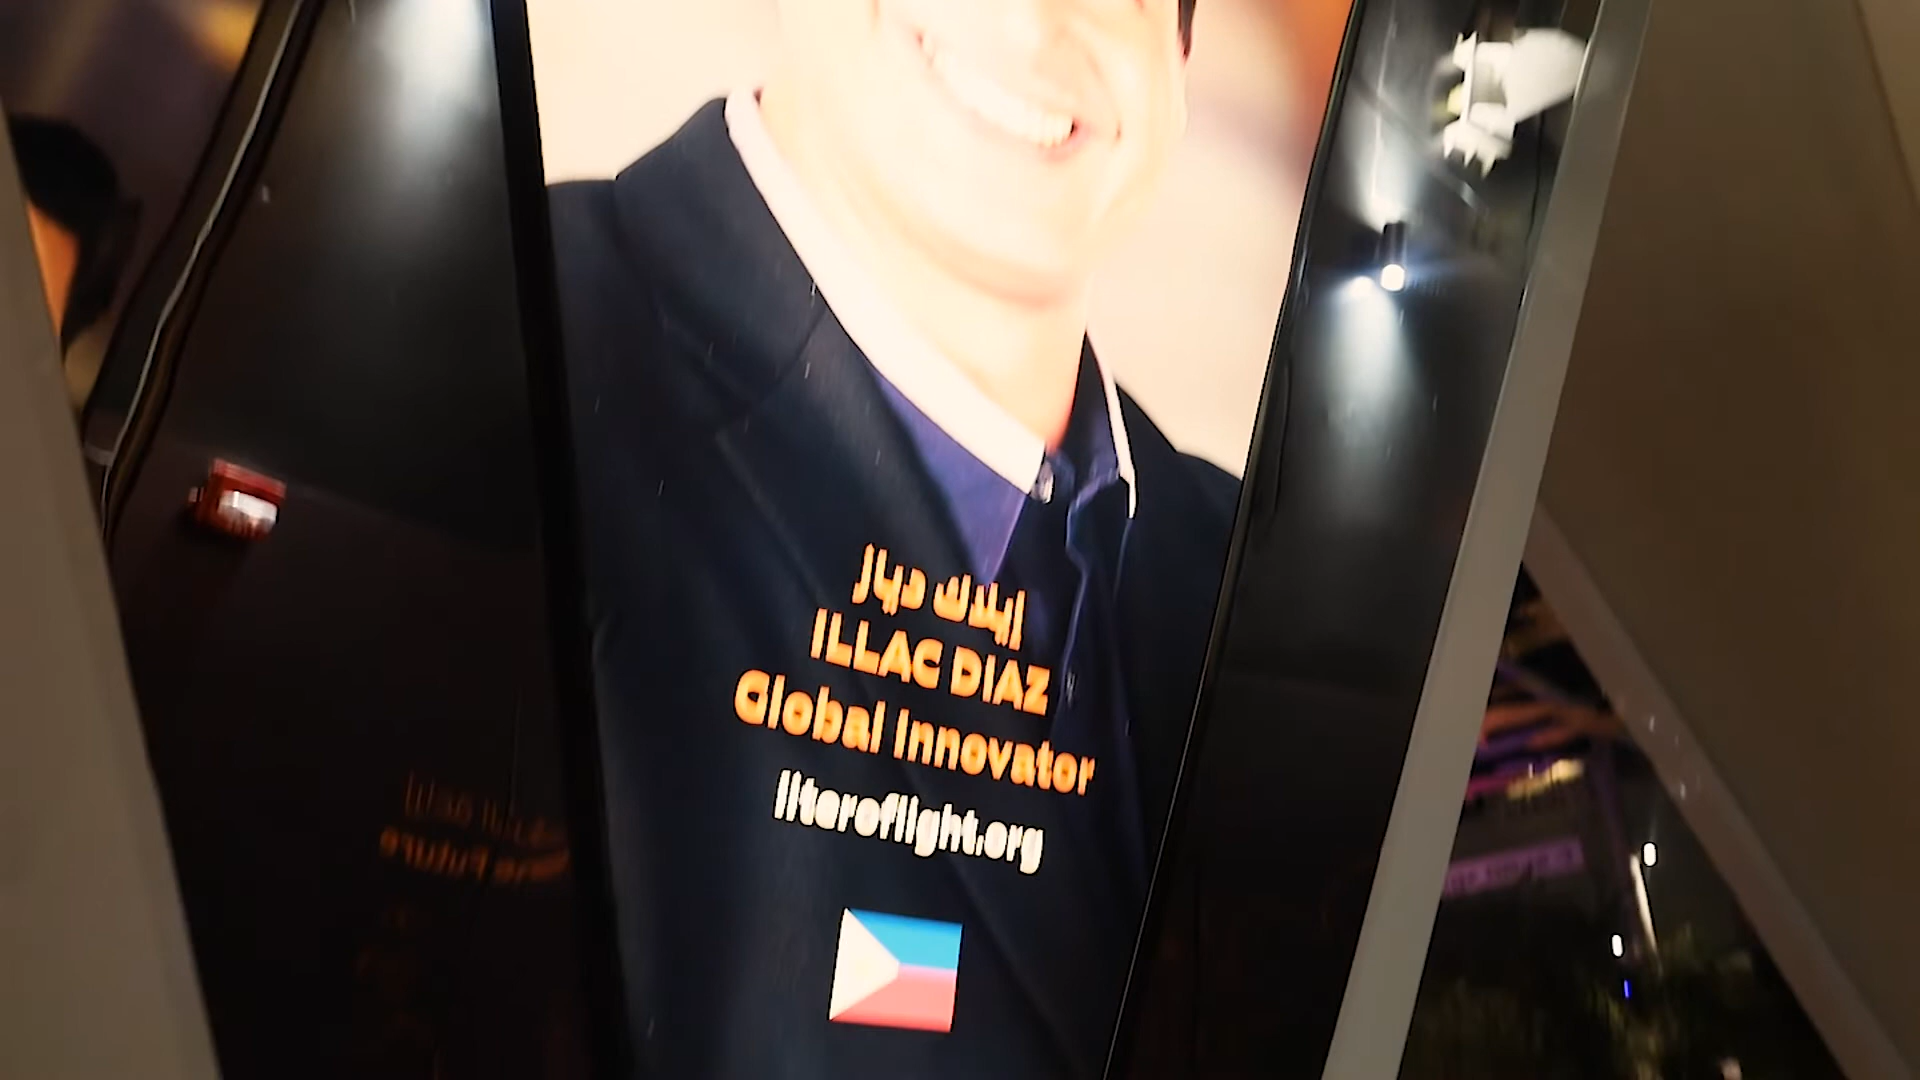 إيلاك دياز
ILLAC DIAZ
Global Innovator
literoflight.org